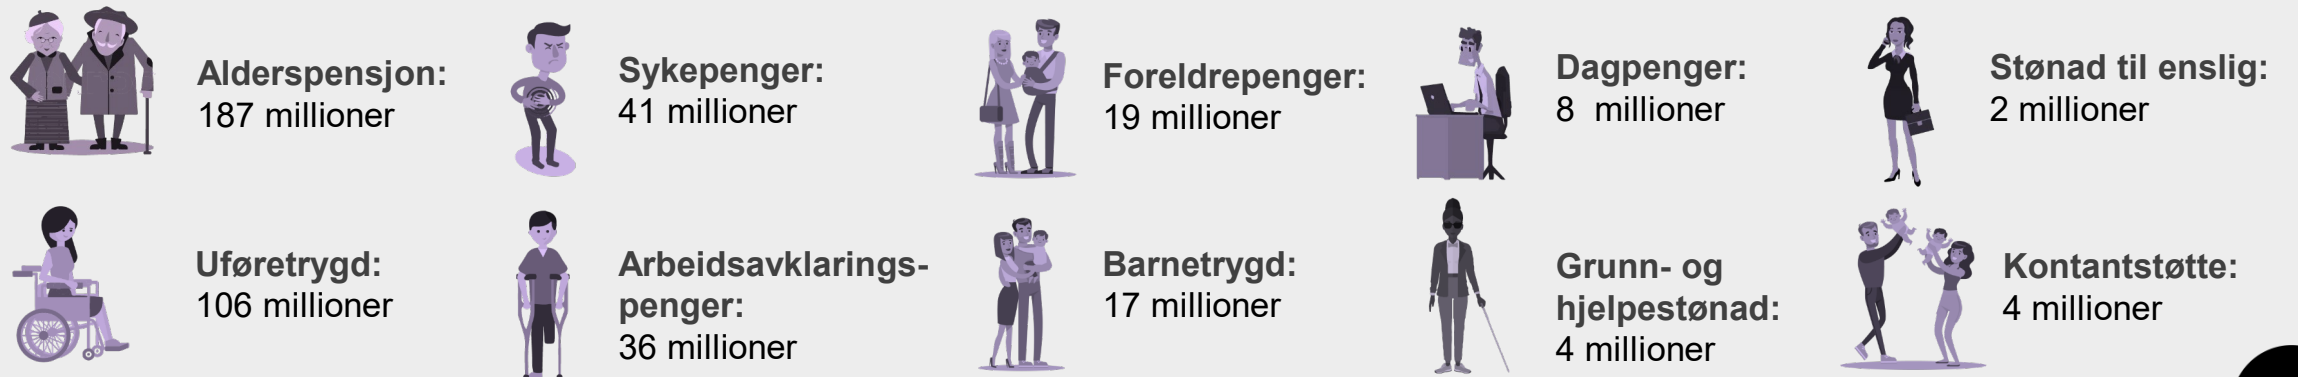 Alderspensjon:
187 millioner
Sykepenger:
41 millioner
Foreldrepenger:
19 millioner
Dagpenger:
8  millioner
Stønad til enslig:
2 millioner
Uføretrygd:
106 millioner
Arbeidsavklarings-
penger:
36 millioner
Barnetrygd:
17 millioner
Grunn- og
hjelpestønad:
4 millioner
Kontantstøtte:
4 millioner